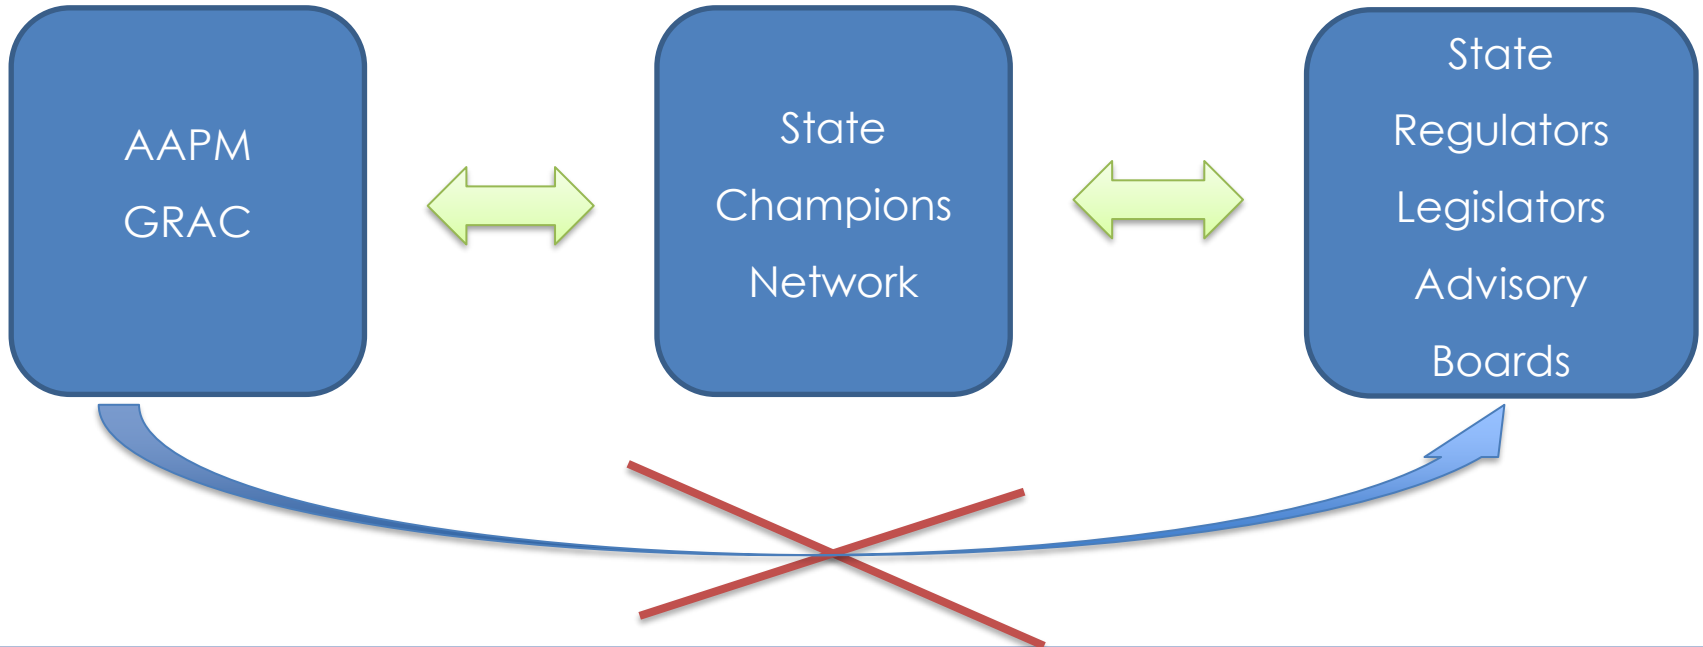 AAPM
GRAC
State
Champions
Network
State
Regulators
Legislators
Advisory
Boards